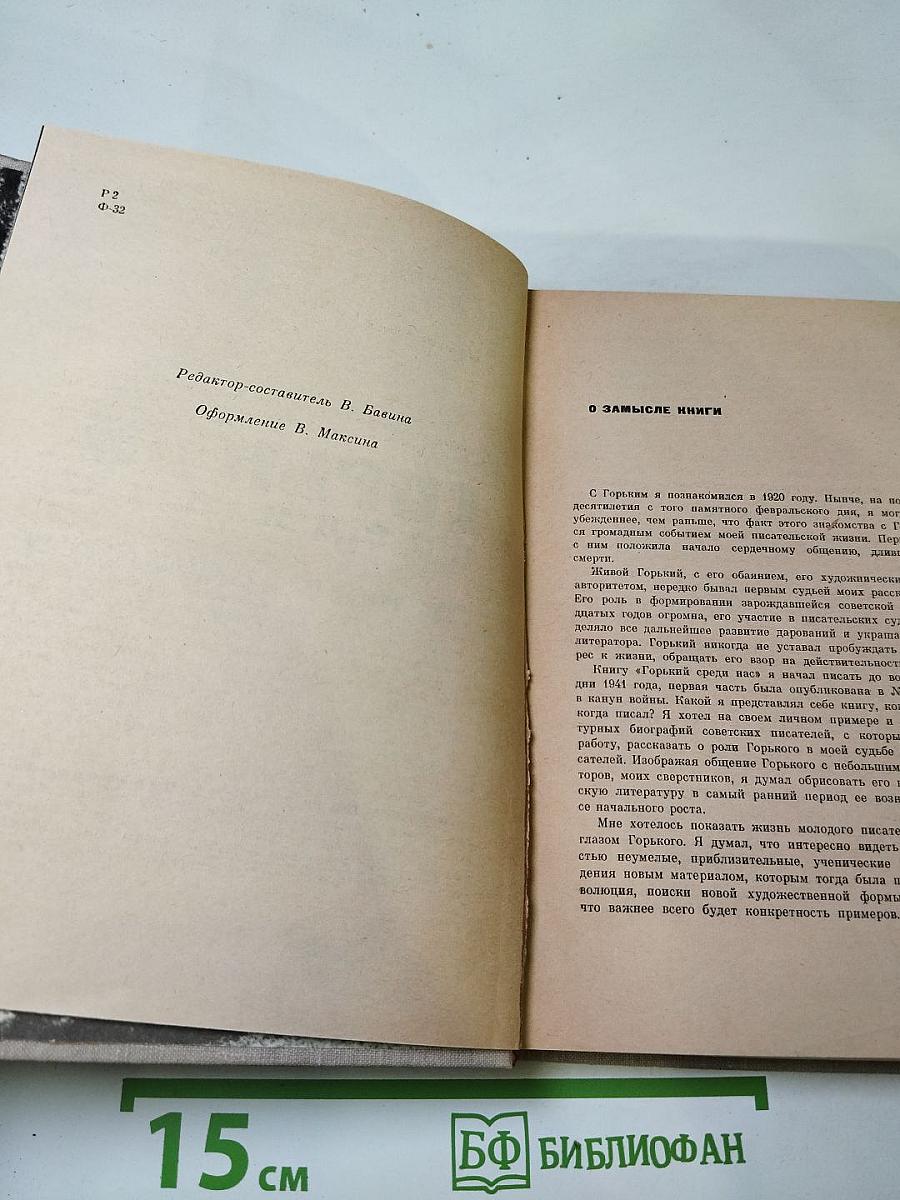 Р 2
Ф-32
Редактор-составитель В. Бавина
Оформление В. Максина
О ЗАМЫСЛЕ КНИГИ
С Горьким я познакомился в 1920 году. Нынче, на по
десятилетия с того памятного февральского дня, я мог
убежденнее, чем раньше, что факт этого знакомства с Г
ся громадным событием моей писательской жизни. Пер
с ним положила начало сердечному общению, дливш
смерти.
Живой Горький, с его обаянием, его художнически
авторитетом, нередко бывал первым судьей моих расск
Его роль в формировании зарождавшейся советской
дцатых годов огромна, его участие в писательских суд
деляло все дальнейшее развитие дарований и украша
литератора. Горький никогда не уставал пробуждать
рес к жизни, обращать его взор на действительност
Книгу «Горький среди нас» я начал писать до во
дни 1941 года, первая часть была опубликована в №
в канун войны. Какой я представлял себе книгу, ко
когда писал? Я хотел на своем личном примере и
турных биографий советских писателей, с которы
работу, рассказать о роли Горького в моей судьбе
сателей. Изображая общение Горького с небольшим
торов, моих сверстников, я думал обрисовать его
скую литературу в самый ранний период ее возн
се начального роста.
Мне хотелось показать жизнь молодого писате
глазом Горького. Я думал, что интересно видеть
стью неумелые, приблизительные, ученические
дения новым материалом, которым тогда была п
волюция, поиски новой художественной формы
что важнее всего будет конкретность примеров.
15 см
БФ БИБЛИОФАН